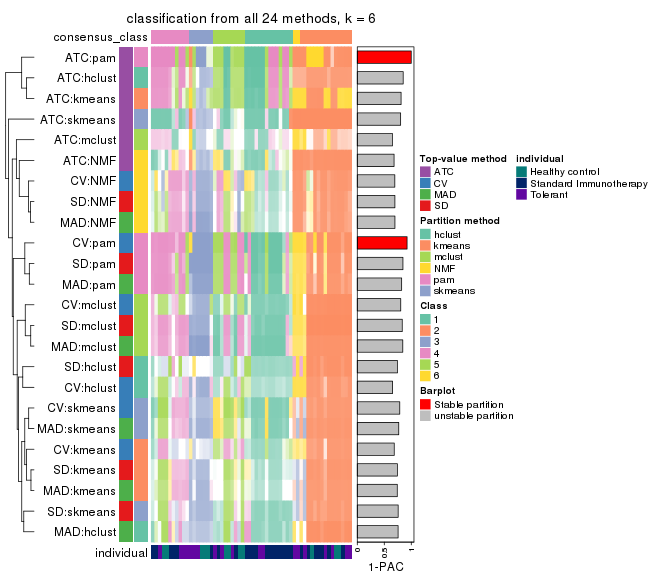 classification from all 24 methods, k = 6
consensus_class
ATC:pam
ATC:hclust
ATC:kmeans
ATC:skmeans
ATC:mclust
ATC:NMF
CV:NMF
SD:NMF
MAD:NMF
CV:pam
SD:pam
MAD:pam
CV:mclust
SD:mclust
MAD:mclust
SD:hclust
CV:hclust
CV:skmeans
MAD:skmeans
CV:kmeans
SD:kmeans
MAD:kmeans
SD:skmeans
MAD:hclust
individual
0
0.5
1
1-PAC
Top-value method
ATC
CV
MAD
SD
Partition method
hclust
kmeans
mclust
NMF
pam
skmeans
Class
1
2
3
4
5
6
Barplot
Stable partition
unstable partition
individual
Healthy control
Standard Immunotherapy
Tolerant